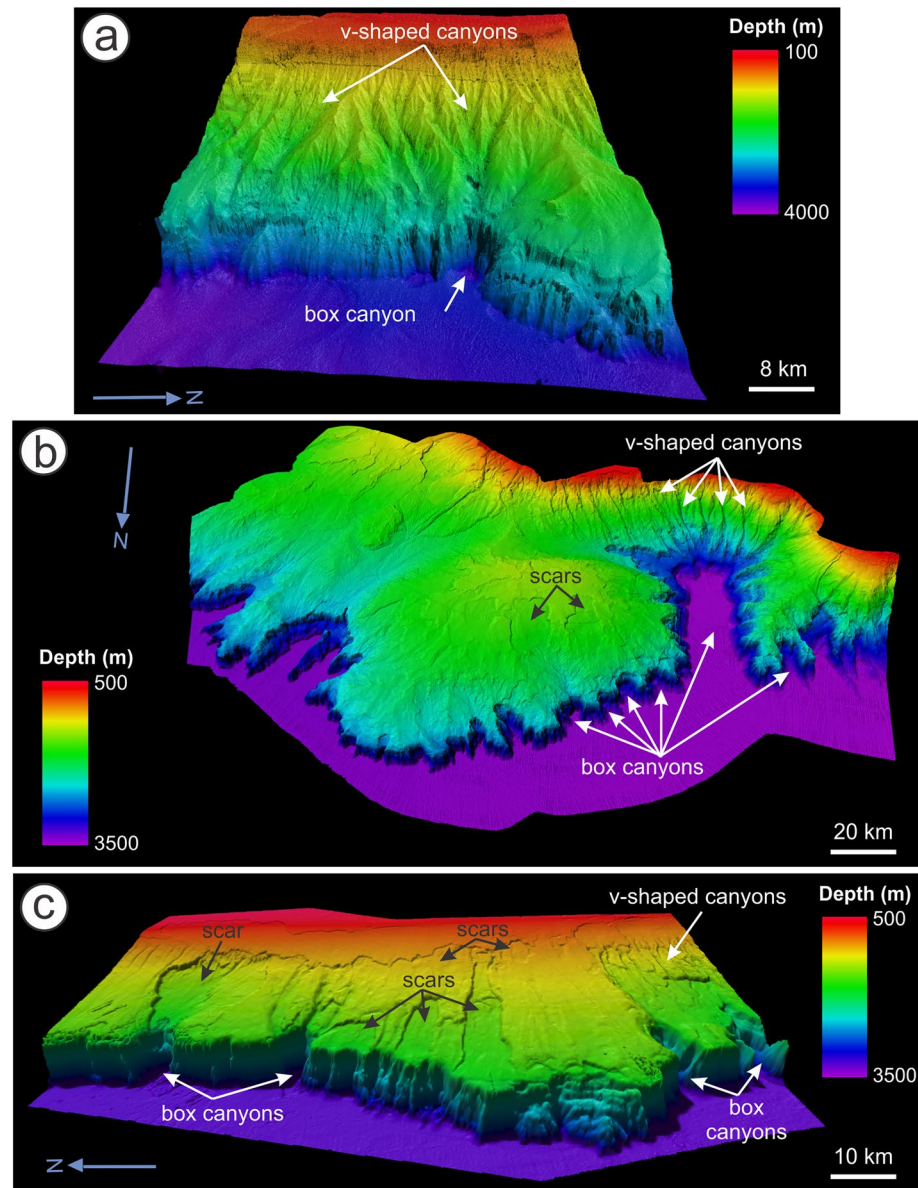 a
v-shaped canyons
Depth (m)
100
4000
box canyon
8 km
N
b
v-shaped canyons
N
scars
Depth (m)
500
3500
box canyons
20 km
c
v-shaped canyons
Depth (m)
500
3500
scar
scars
scars
box canyons
box
canyons
N
10 km